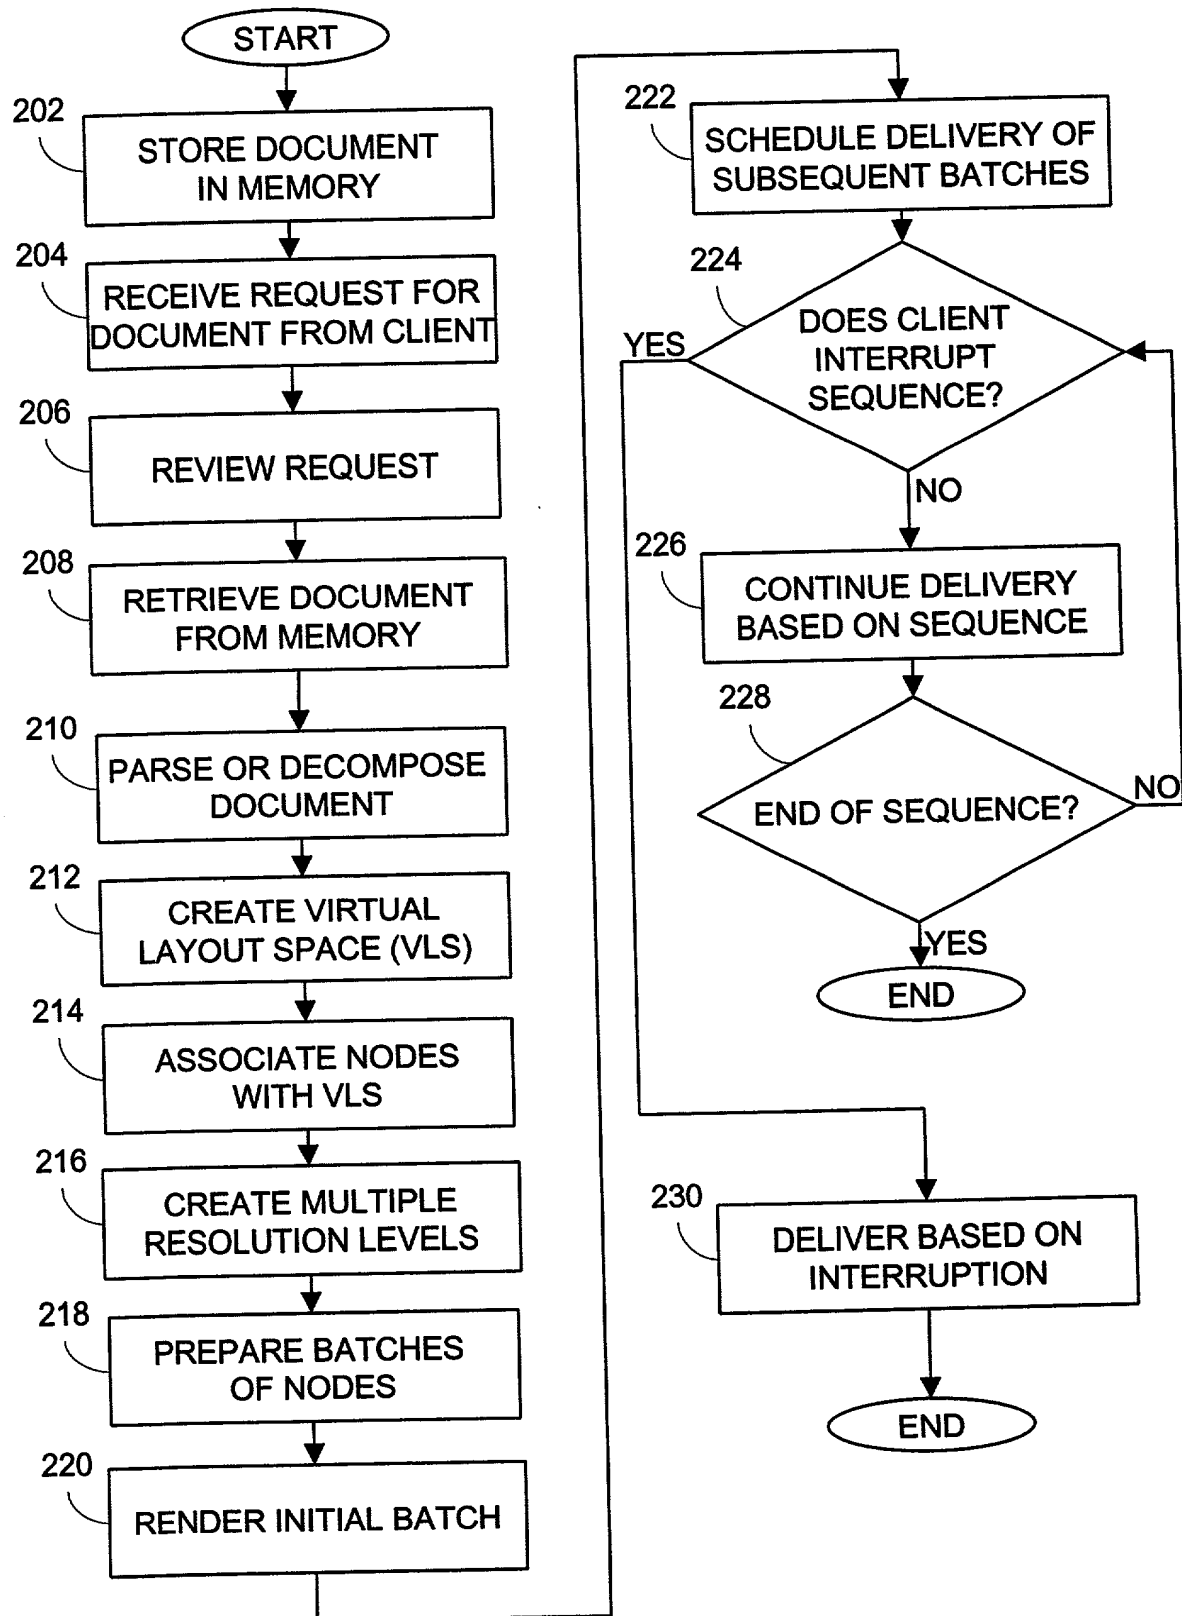 START
202
STORE DOCUMENT
IN MEMORY
204
RECEIVE REQUEST FOR
DOCUMENT FROM CLIENT
206
REVIEW REQUEST
208
RETRIEVE DOCUMENT
FROM MEMORY
210
PARSE OR DECOMPOSE
DOCUMENT
212
CREATE VIRTUAL
LAYOUT SPACE (VLS)
214
ASSOCIATE NODES
WITH VLS
216
CREATE MULTIPLE
RESOLUTION LEVELS
218
PREPARE BATCHES
OF NODES
220
RENDER INITIAL BATCH
222
SCHEDULE DELIVERY OF
SUBSEQUENT BATCHES
224
DOES CLIENT
INTERRUPT
SEQUENCE?
YES
NO
226
CONTINUE DELIVERY
BASED ON SEQUENCE
228
END OF SEQUENCE?
NO
YES
END
230
DELIVER BASED ON
INTERRUPTION
END